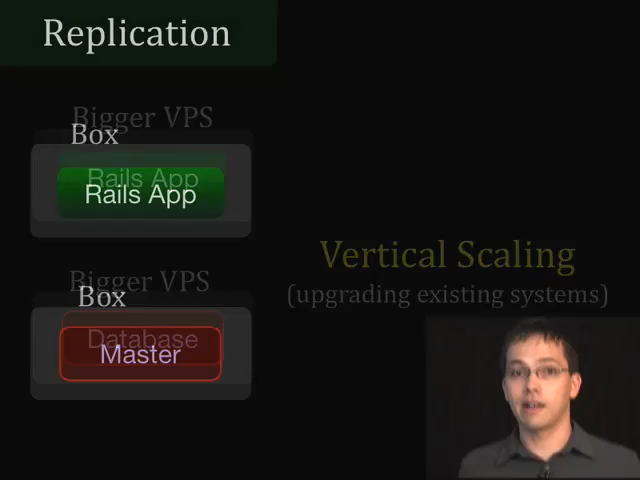 Replication
Bigger VPS
Box
Rails App
Rails App
Vertical Scaling
(upgrading existing systems)
Bigger VPS
Box
Database
Master